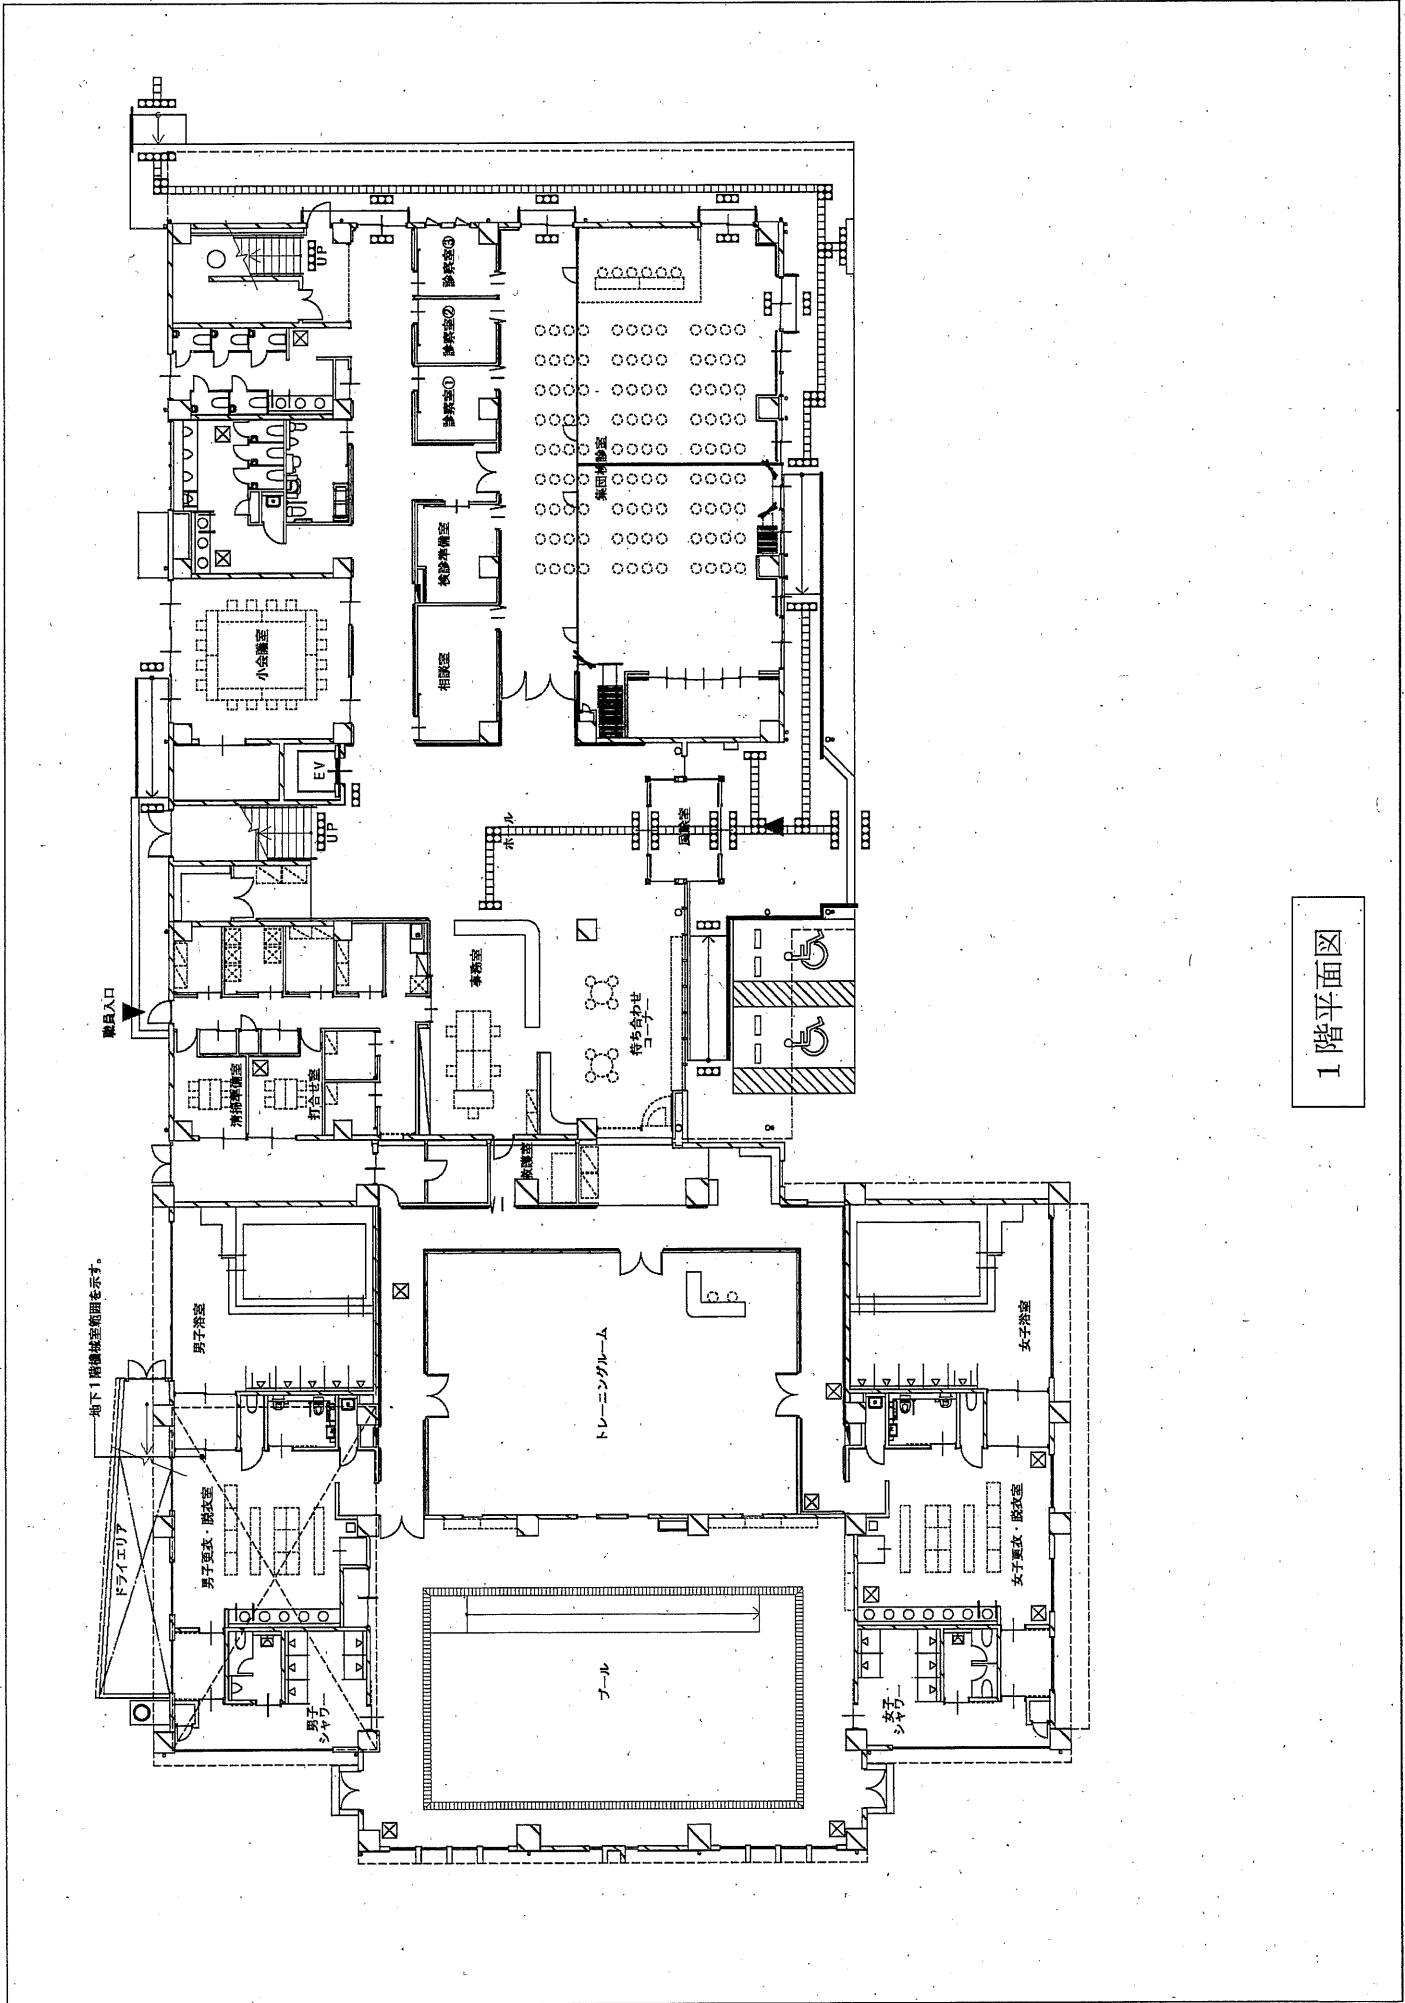 1階平面図
職員入口
地下1階機械室範囲を示す。
ドライエリア
UP
診察室③
診察室②
診察室①
検診準備室
相談室
集団検診室
小会議室
EV
UP
ホール
風除室
事務室
待ち合わせ
コーナー
清掃準備室
打合せ室
救護室
男子浴室
男子更衣・脱衣室
男子
シャワー
トレーニングルーム
プール
女子浴室
女子更衣・脱衣室
女子
シャワー